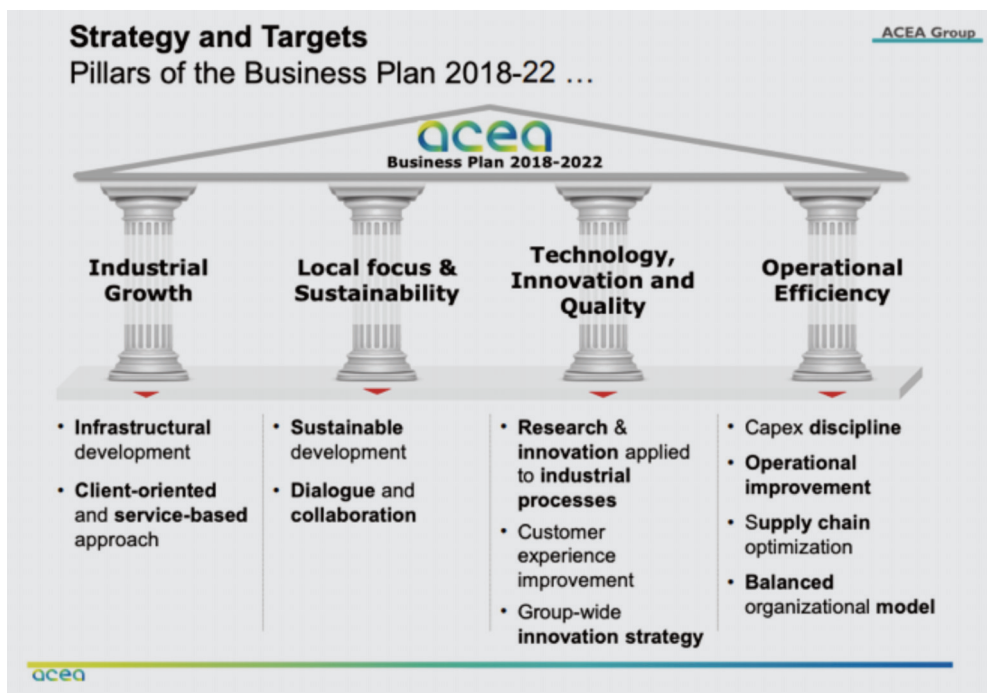 Strategy and Targets
ACEA Group
Pillars of the Business Plan 2018-22 …
acea
Business Plan 2018-2022
Industrial
Growth
Local focus &
Sustainability
Technology,
Innovation and
Quality
Operational
Efficiency
• Infrastructural
development
• Client-oriented
and service-based
approach
• Sustainable
development
• Dialogue and
collaboration
• Research &
innovation applied
to industrial
processes
• Customer
experience
improvement
• Group-wide
innovation strategy
• Capex discipline
• Operational
improvement
• Supply chain
optimization
• Balanced
organizational model
acea